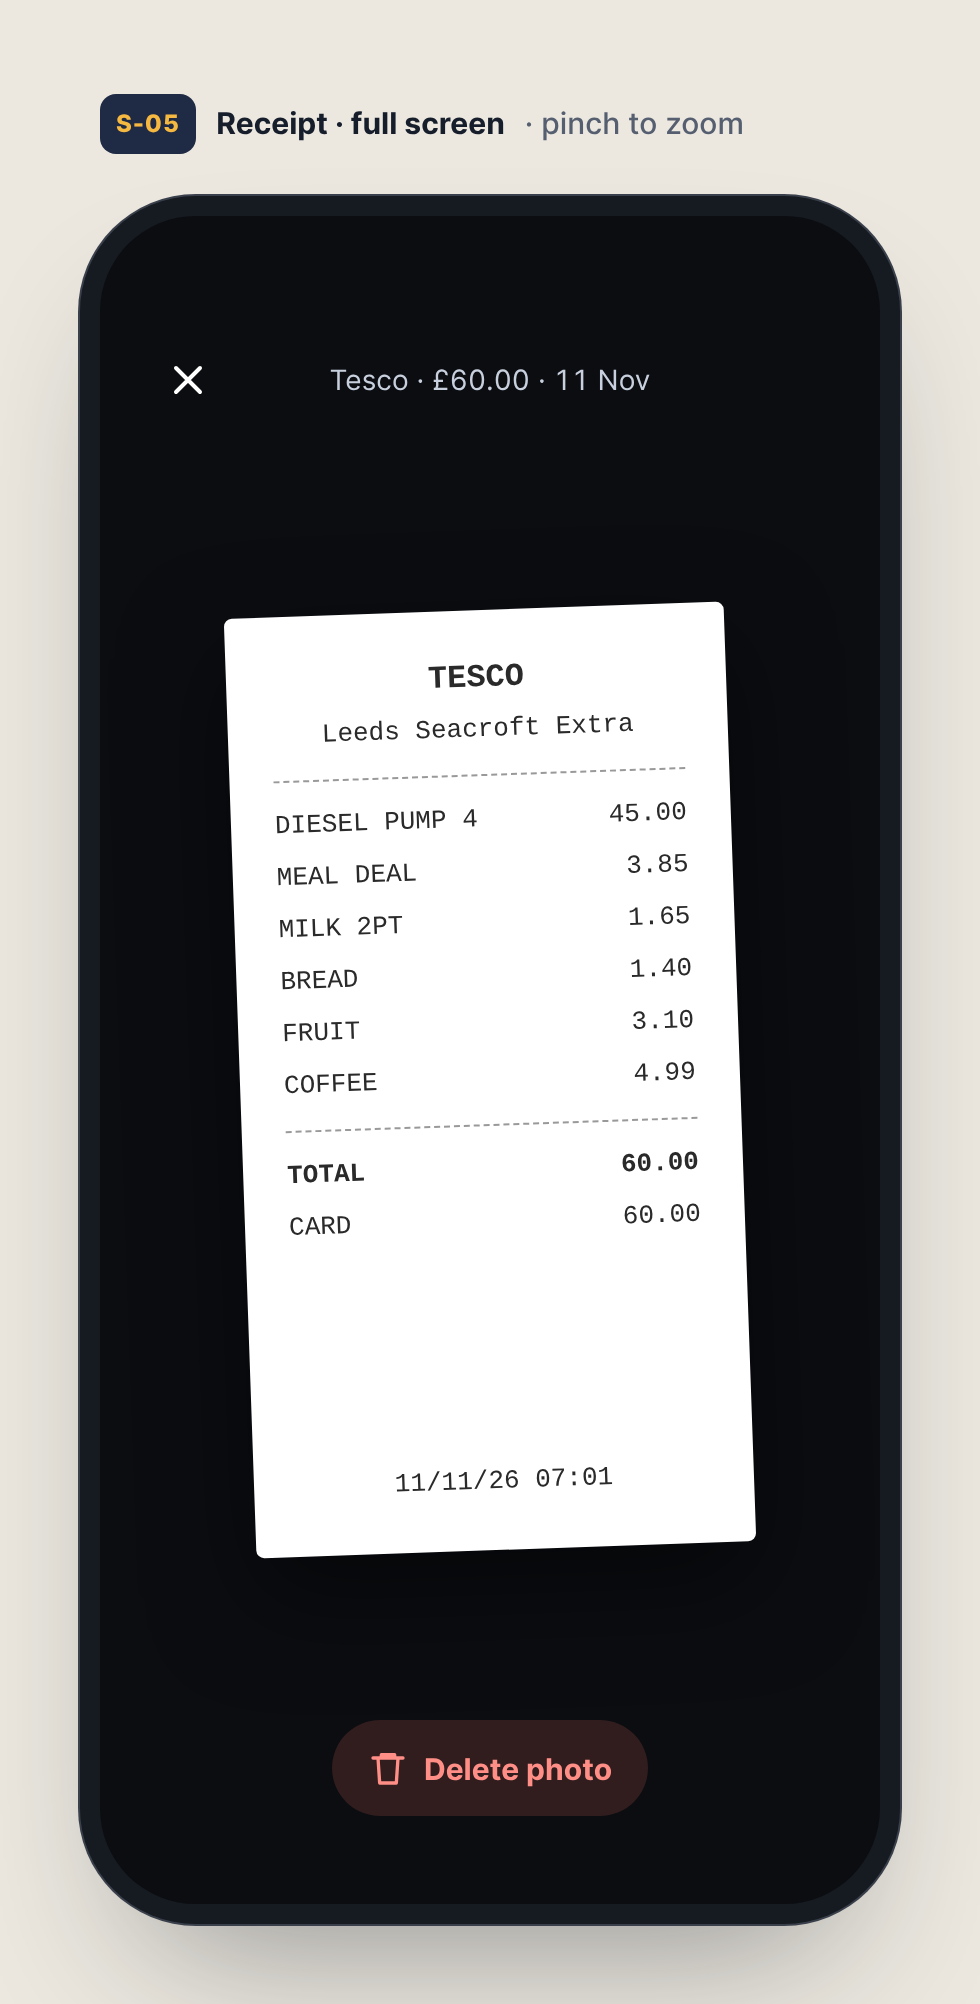 S-05 Receipt · full screen · pinch to zoom
Tesco · £60.00 · 11 Nov
TESCO
Leeds Seacroft Extra
DIESEL PUMP 4 45.00
MEAL DEAL 3.85
MILK 2PT 1.65
BREAD 1.40
FRUIT 3.10
COFFEE 4.99
TOTAL 60.00
CARD 60.00
11/11/26 07:01
Delete photo